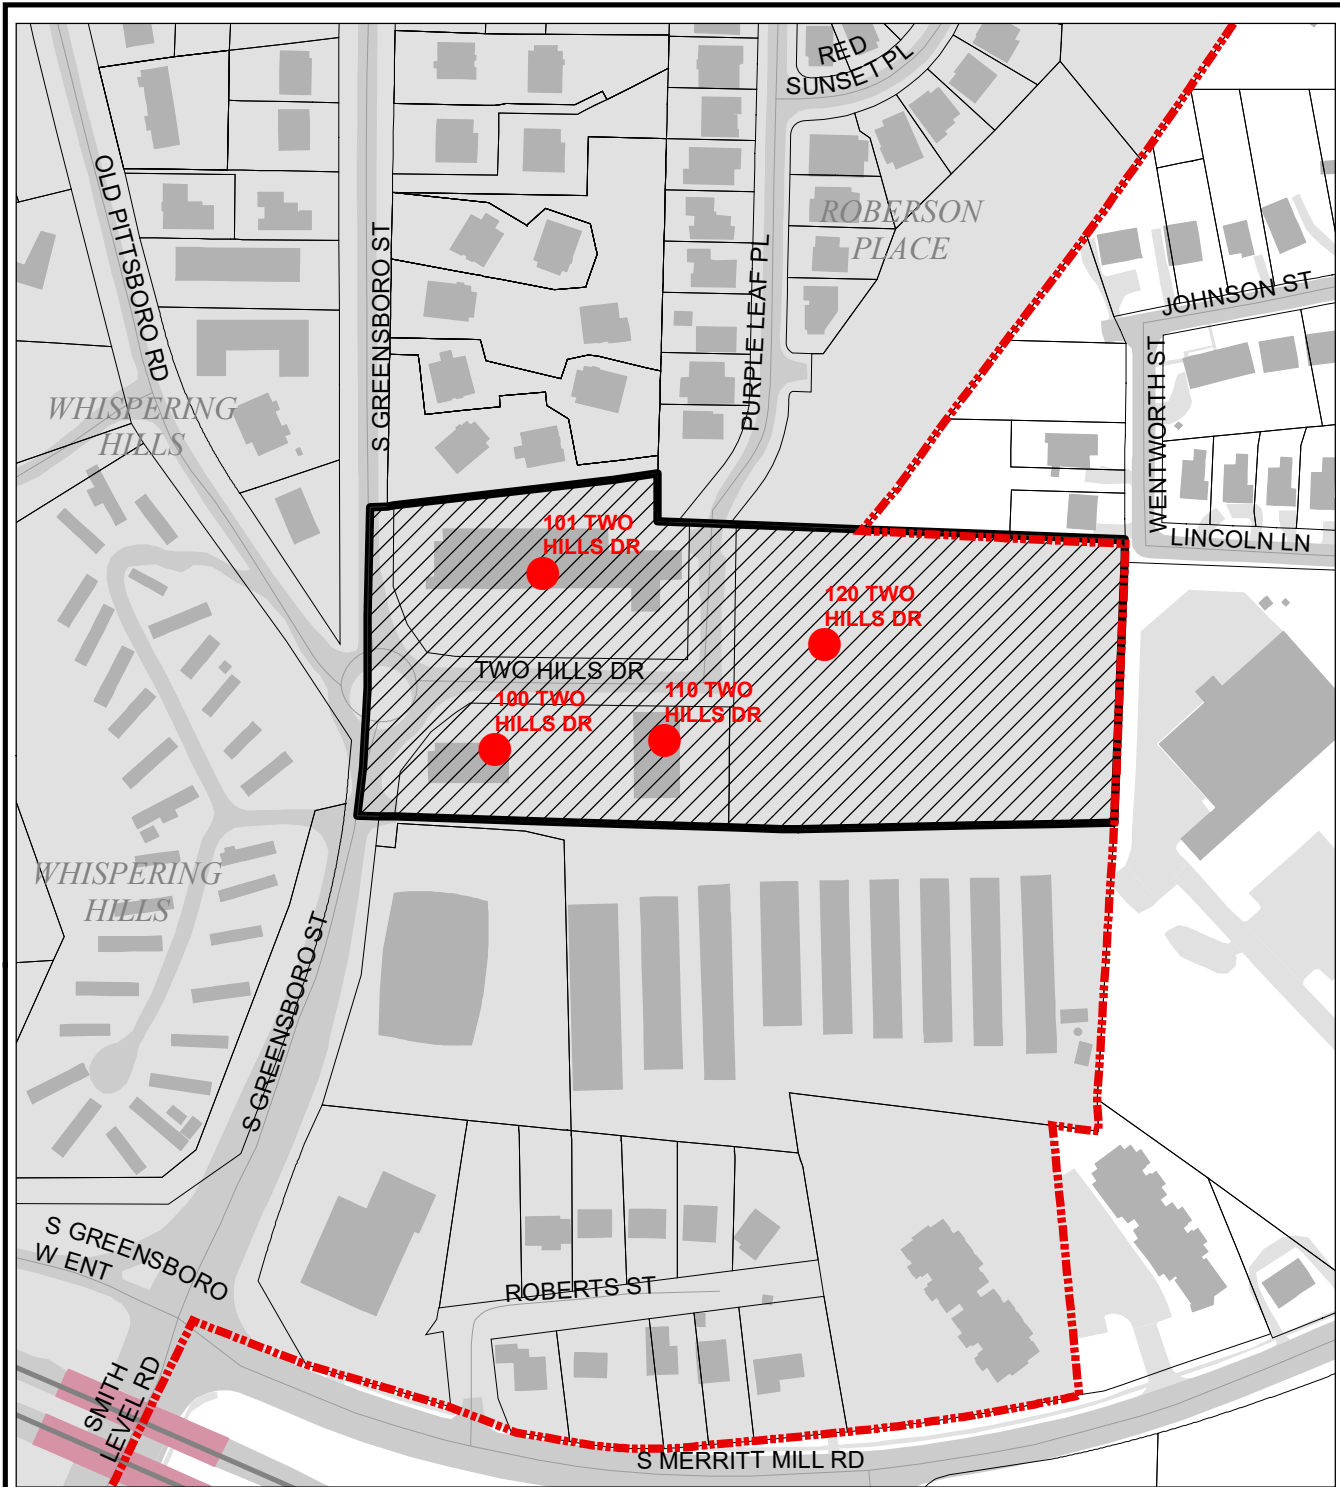 RED
SUNSET PL
OLD PITTSBORO RD
S GREENSBORO ST
PURPLE LEAF PL
ROBERSON
PLACE
JOHNSON ST
WENTWORTH ST
WHISPERING
HILLS
LINCOLN LN
101 TWO
HILLS DR
120 TWO
HILLS DR
TWO HILLS DR
100 TWO
HILLS DR
110 TWO
HILLS DR
WHISPERING
HILLS
S GREENSBORO ST
S GREENSBORO
W ENT
ROBERTS ST
SMITH
LEVEL RD
S MERRITT MILL RD